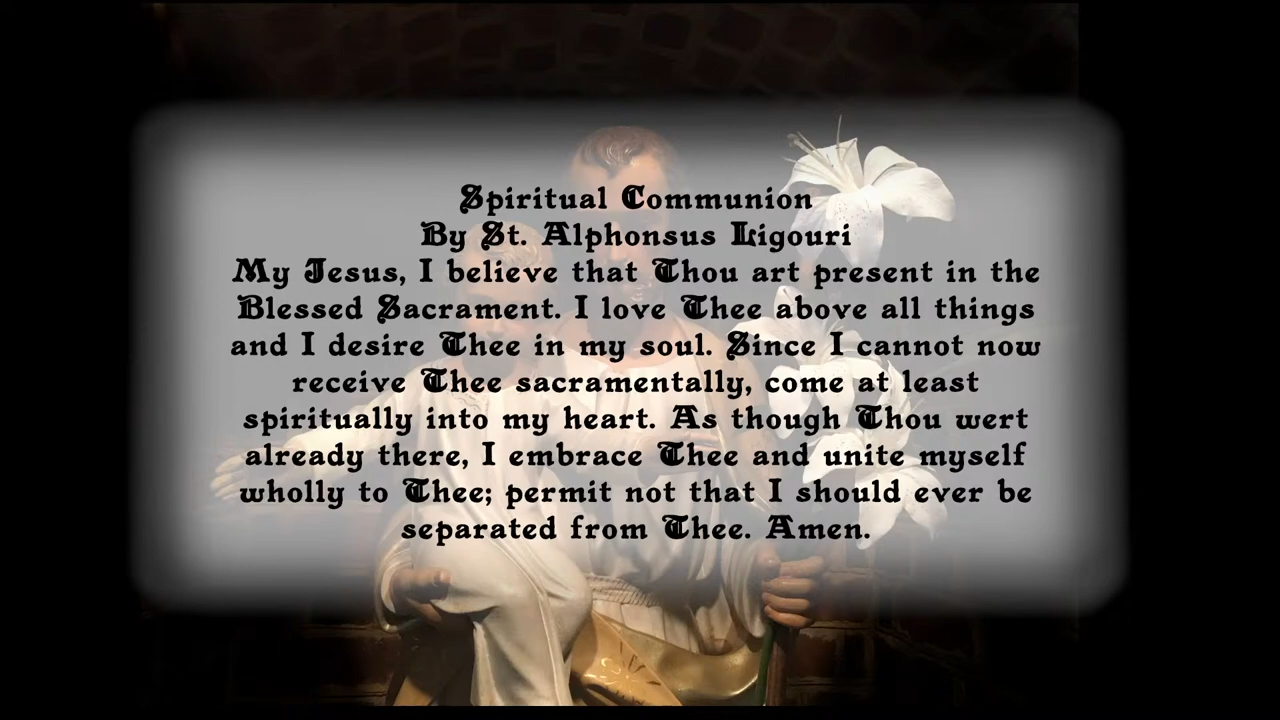 Spiritual Communion
By St. Alphonsus Ligouri
My Jesus, I believe that Thou art present in the
Blessed Sacrament. I love Thee above all things
and I desire Thee in my soul. Since I cannot now
receive Thee sacramentally, come at least
spiritually into my heart. As though Thou wert
already there, I embrace Thee and unite myself
wholly to Thee; permit not that I should ever be
separated from Thee. Amen.